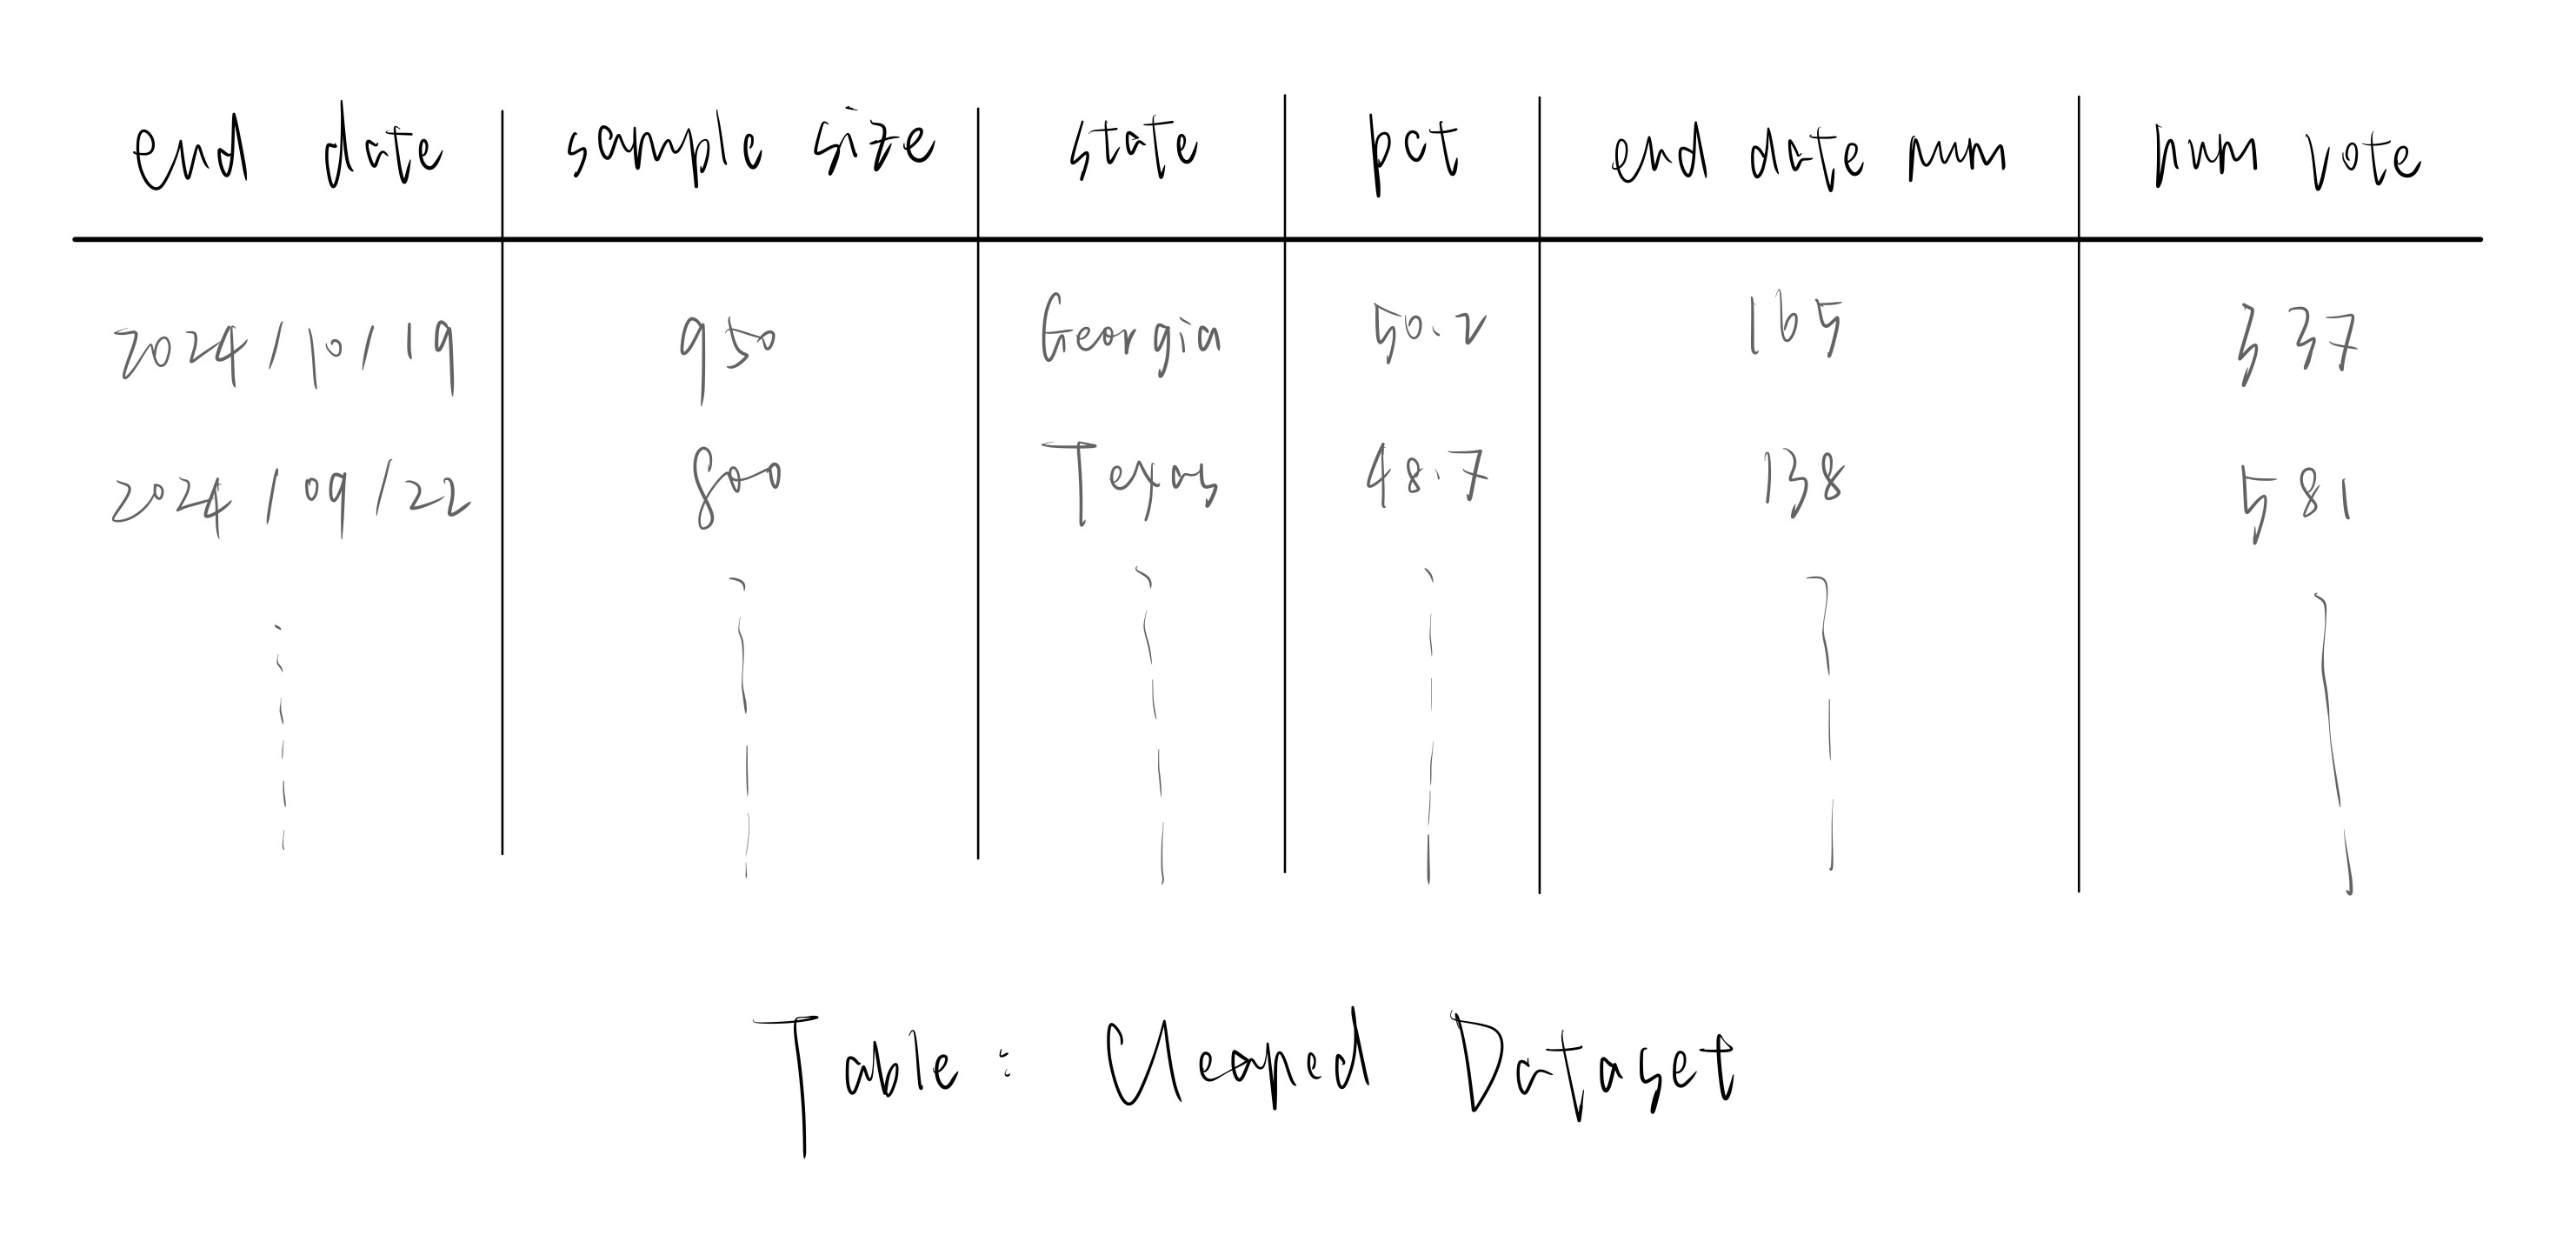 end date sample size state pct end date num num vote
2024/10/19 950 Georgia 50.2 165 337
2024/09/22 800 Texas 48.7 138 581
Table: Cleaned Dataset